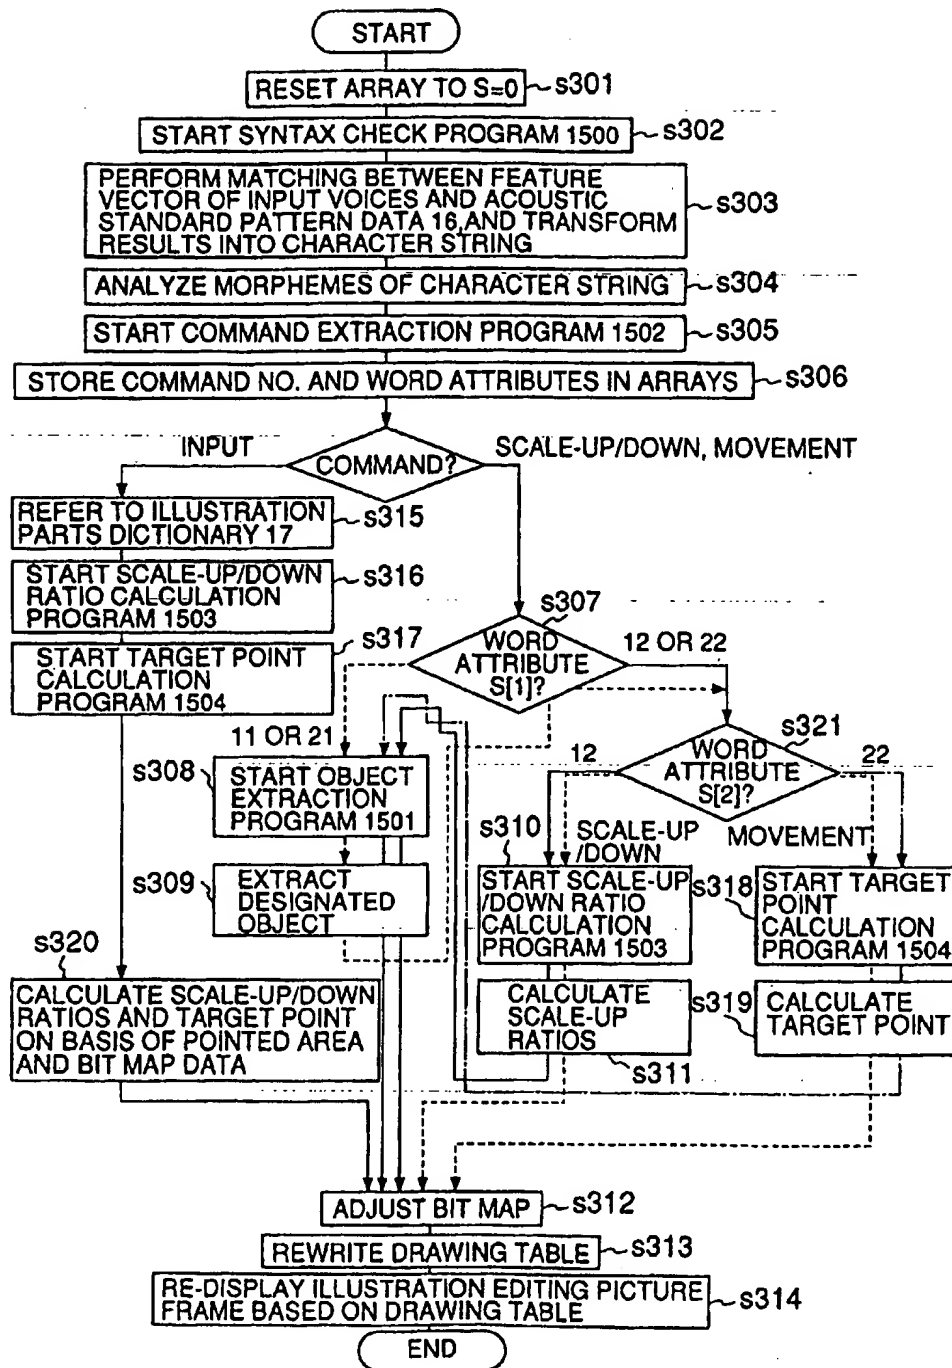 START
RESET ARRAY TO S=0
s301
START SYNTAX CHECK PROGRAM 1500
s302
PERFORM MATCHING BETWEEN FEATURE
VECTOR OF INPUT VOICES AND ACOUSTIC
STANDARD PATTERN DATA 16,AND TRANSFORM
RESULTS INTO CHARACTER STRING
s303
ANALYZE MORPHEMES OF CHARACTER STRING
s304
START COMMAND EXTRACTION PROGRAM 1502
s305
STORE COMMAND NO. AND WORD ATTRIBUTES IN ARRAYS
s306
INPUT
COMMAND?
SCALE-UP/DOWN, MOVEMENT
REFER TO ILLUSTRATION
PARTS DICTIONARY 17
s315
START SCALE-UP/DOWN
RATIO CALCULATION
PROGRAM 1503
s316
START TARGET POINT
CALCULATION
PROGRAM 1504
s317
s307
WORD
ATTRIBUTE
S[1]?
12 OR 22
11 OR 21
s308
START OBJECT
EXTRACTION
PROGRAM 1501
s309
EXTRACT
DESIGNATED
OBJECT
s321
12
WORD
ATTRIBUTE
S[2]?
22
s310
SCALE-UP
/DOWN
MOVEMENT
START SCALE-UP
/DOWN RATIO
CALCULATION
PROGRAM 1503
s318
START TARGET
POINT
CALCULATION
PROGRAM 1504
s320
CALCULATE SCALE-UP/DOWN
RATIOS AND TARGET POINT
ON BASIS OF POINTED AREA
AND BIT MAP DATA
CALCULATE
SCALE-UP
RATIOS
s311
s319
CALCULATE
TARGET POINT
ADJUST BIT MAP
s312
REWRITE DRAWING TABLE
s313
RE-DISPLAY ILLUSTRATION EDITING PICTURE
FRAME BASED ON DRAWING TABLE
s314
END